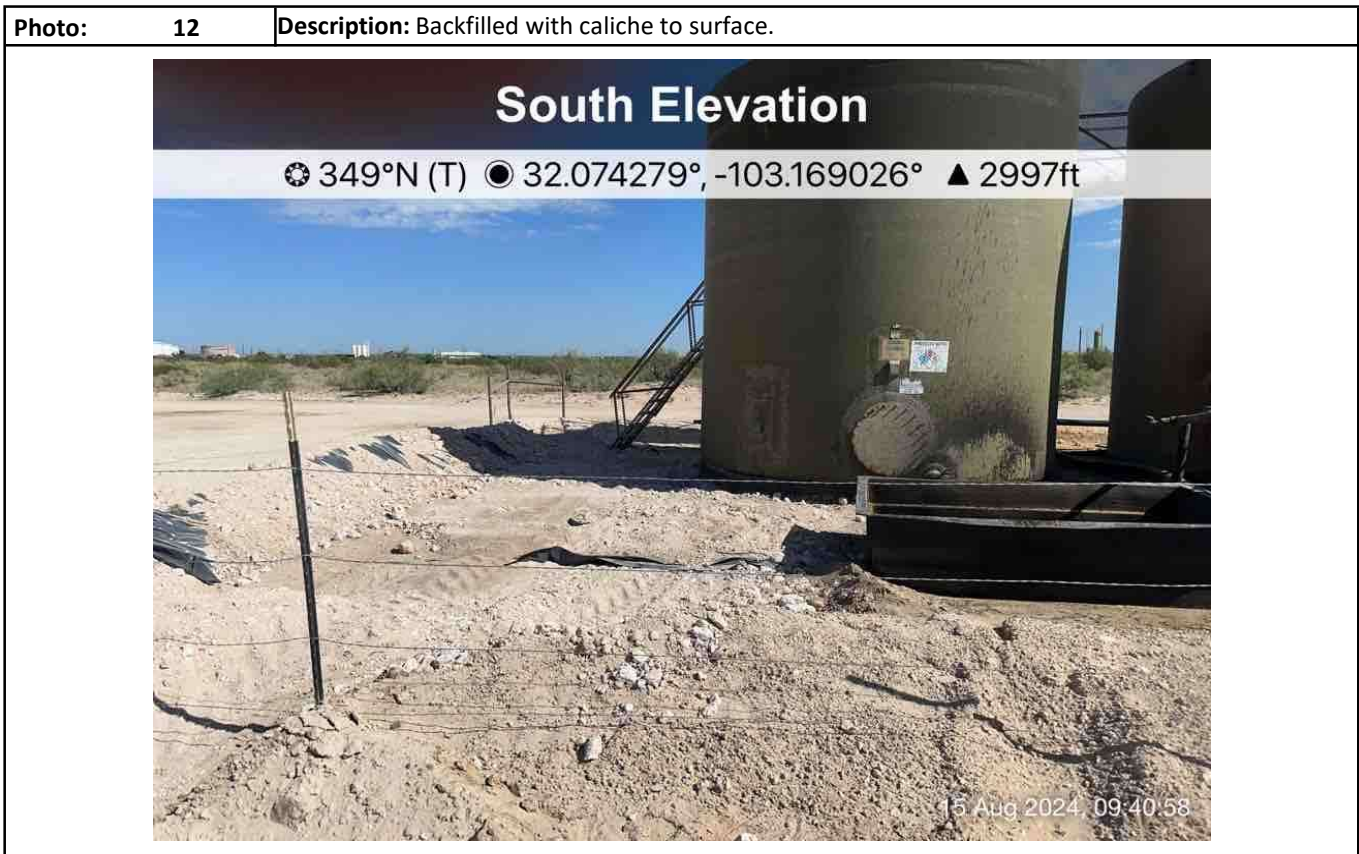 Photo: 12 Description: Backfilled with caliche to surface.
South Elevation
349°N (T) 32.074279°, -103.169026° ▲ 2997ft
15 Aug 2024, 09:40:58